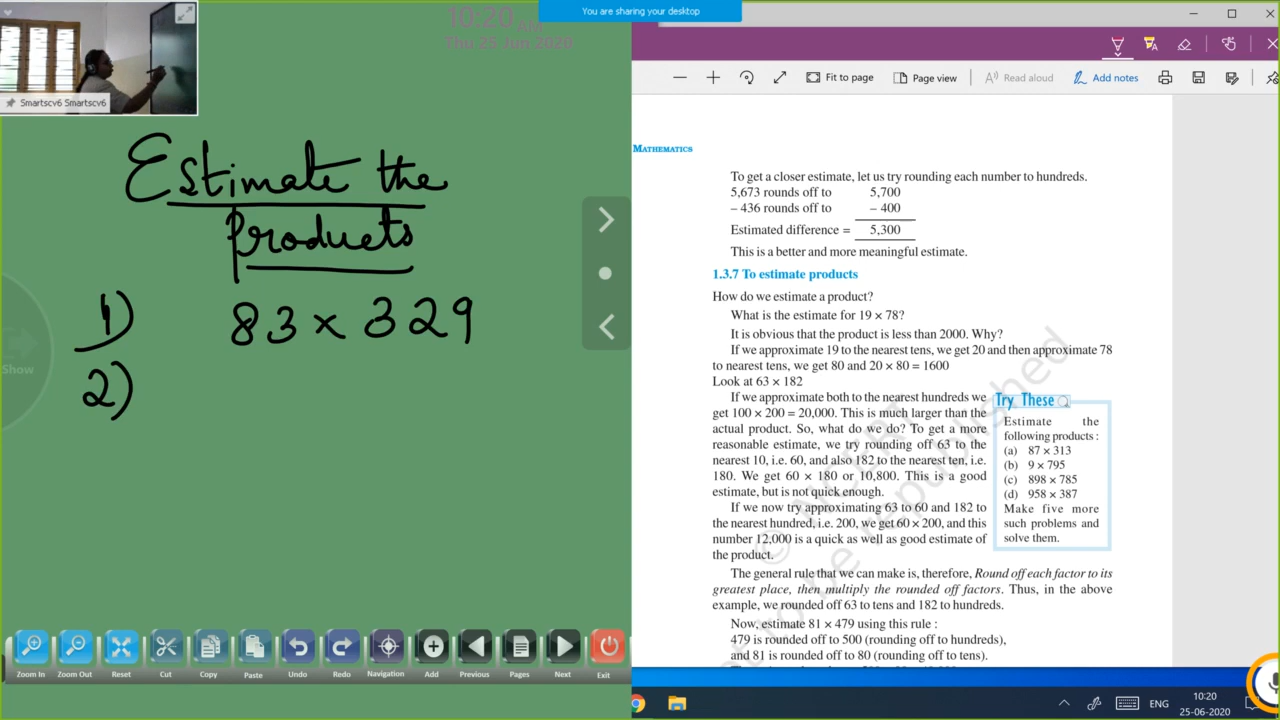 You are sharing your desktop
10:20 AM
Thu 25 Jun 2020
Smartscv6 Smartscv6
Estimate the
products
1) 83 × 329
2)
Show
Zoom In Zoom Out Reset Cut Copy Paste Undo Redo Navigation Add Previous Pages Next Exit
Fit to page Page view Read aloud Add notes
MATHEMATICS
To get a closer estimate, let us try rounding each number to hundreds.
5,673 rounds off to 5,700
– 436 rounds off to – 400
Estimated difference = 5,300
This is a better and more meaningful estimate.
1.3.7 To estimate products
How do we estimate a product?
What is the estimate for 19 × 78?
It is obvious that the product is less than 2000. Why?
If we approximate 19 to the nearest tens, we get 20 and then approximate 78
to nearest tens, we get 80 and 20 × 80 = 1600
Look at 63 × 182
If we approximate both to the nearest hundreds we
get 100 × 200 = 20,000. This is much larger than the
actual product. So, what do we do? To get a more
reasonable estimate, we try rounding off 63 to the
nearest 10, i.e. 60, and also 182 to the nearest ten, i.e.
180. We get 60 × 180 or 10,800. This is a good
estimate, but is not quick enough.
If we now try approximating 63 to 60 and 182 to
the nearest hundred, i.e. 200, we get 60 × 200, and this
number 12,000 is a quick as well as good estimate of
the product.
Try These
Estimate the
following products :
(a) 87 × 313
(b) 9 × 795
(c) 898 × 785
(d) 958 × 387
Make five more
such problems and
solve them.
The general rule that we can make is, therefore, Round off each factor to its
greatest place, then multiply the rounded off factors. Thus, in the above
example, we rounded off 63 to tens and 182 to hundreds.
Now, estimate 81 × 479 using this rule :
479 is rounded off to 500 (rounding off to hundreds),
and 81 is rounded off to 80 (rounding off to tens).
© NCERT
be republished
ENG
10:20
25-06-2020